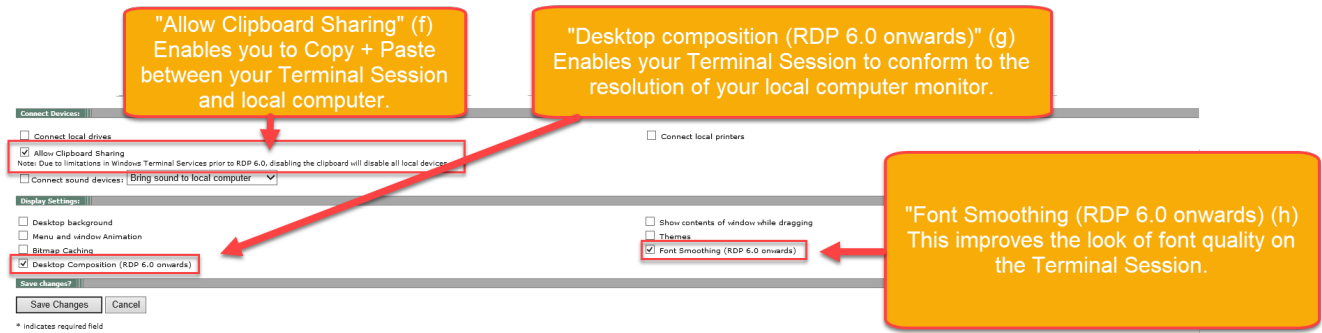 "Allow Clipboard Sharing" (f)
Enables you to Copy + Paste
between your Terminal Session
and local computer.
"Desktop composition (RDP 6.0 onwards)" (g)
Enables your Terminal Session to conform to the
resolution of your local computer monitor.
Connect Devices:
Connect local drives
Connect local printers
Allow Clipboard Sharing
Note: Due to limitations in Windows Terminal Services prior to RDP 6.0, disabling the clipboard will disable all local devices
Connect sound devices: Bring sound to local computer
Display Settings:
Desktop background
Show contents of window while dragging
Menu and window Animation
Themes
Bitmap Caching
Font Smoothing (RDP 6.0 onwards)
Desktop Composition (RDP 6.0 onwards)
"Font Smoothing (RDP 6.0 onwards) (h)
This improves the look of font quality on
the Terminal Session.
Save changes?
Save Changes Cancel
* indicates required field